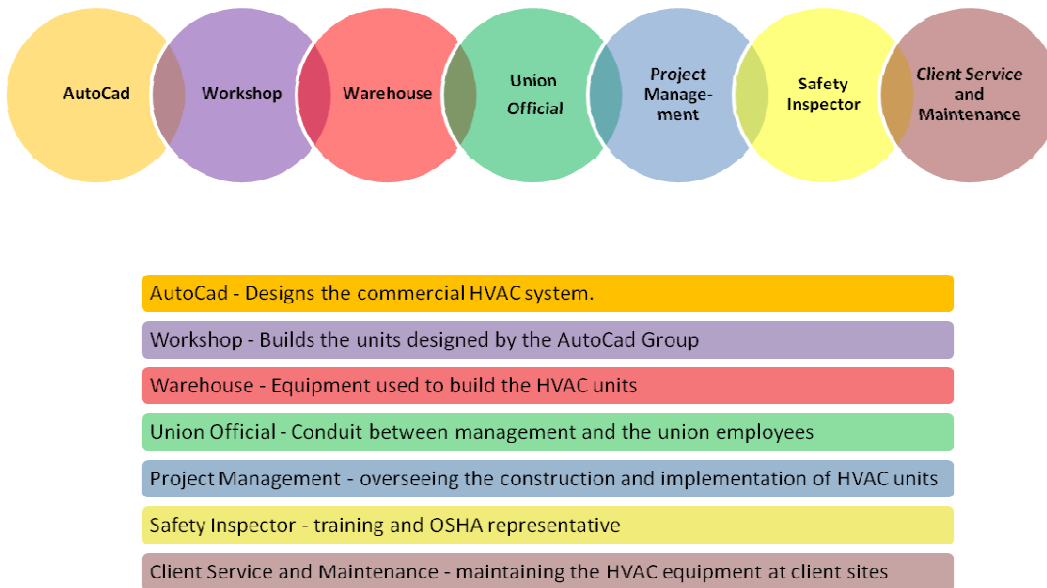 AutoCad
Workshop
Warehouse
Union
Official
Project
Manage-
ment
Safety
Inspector
Client Service
and
Maintenance
AutoCad - Designs the commercial HVAC system.
Workshop - Builds the units designed by the AutoCad Group
Warehouse - Equipment used to build the HVAC units
Union Official - Conduit between management and the union employees
Project Management - overseeing the construction and implementation of HVAC units
Safety Inspector - training and OSHA representative
Client Service and Maintenance - maintaining the HVAC equipment at client sites